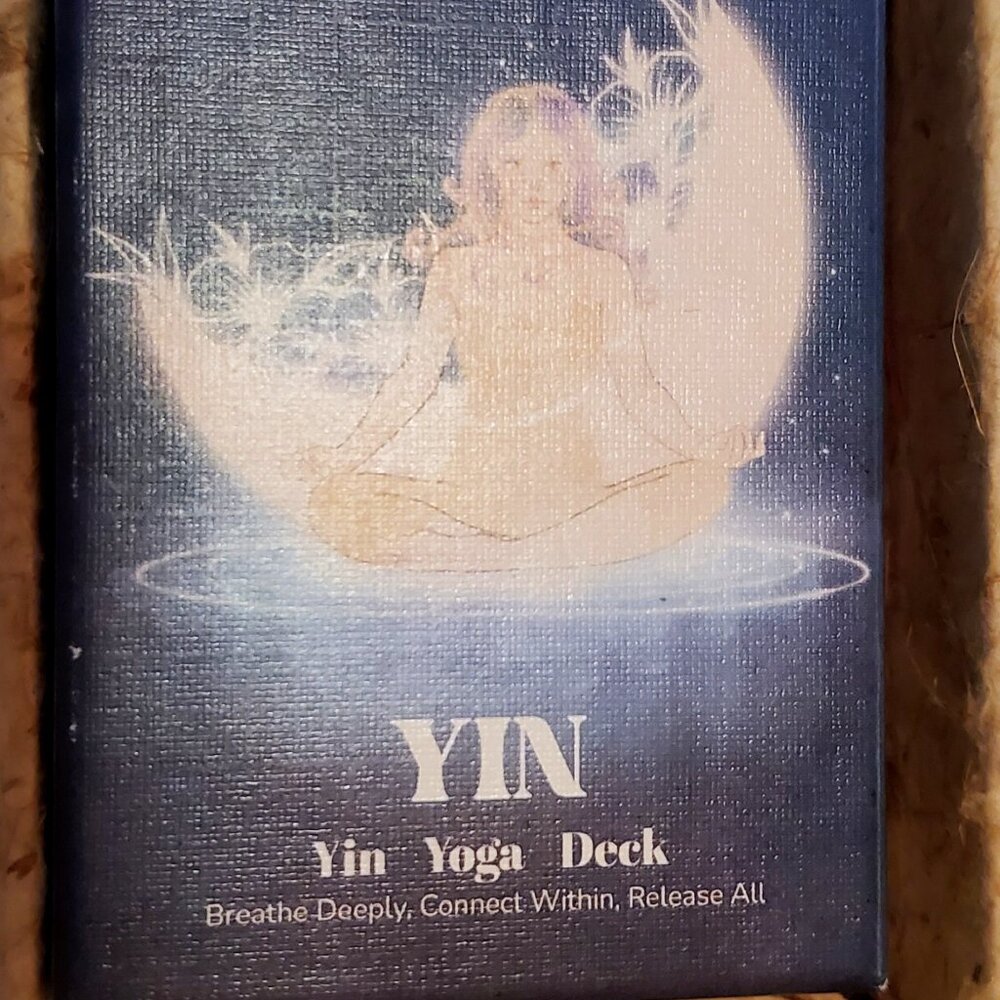 YIN
Yin Yoga Deck
Breathe Deeply, Connect Within, Release All